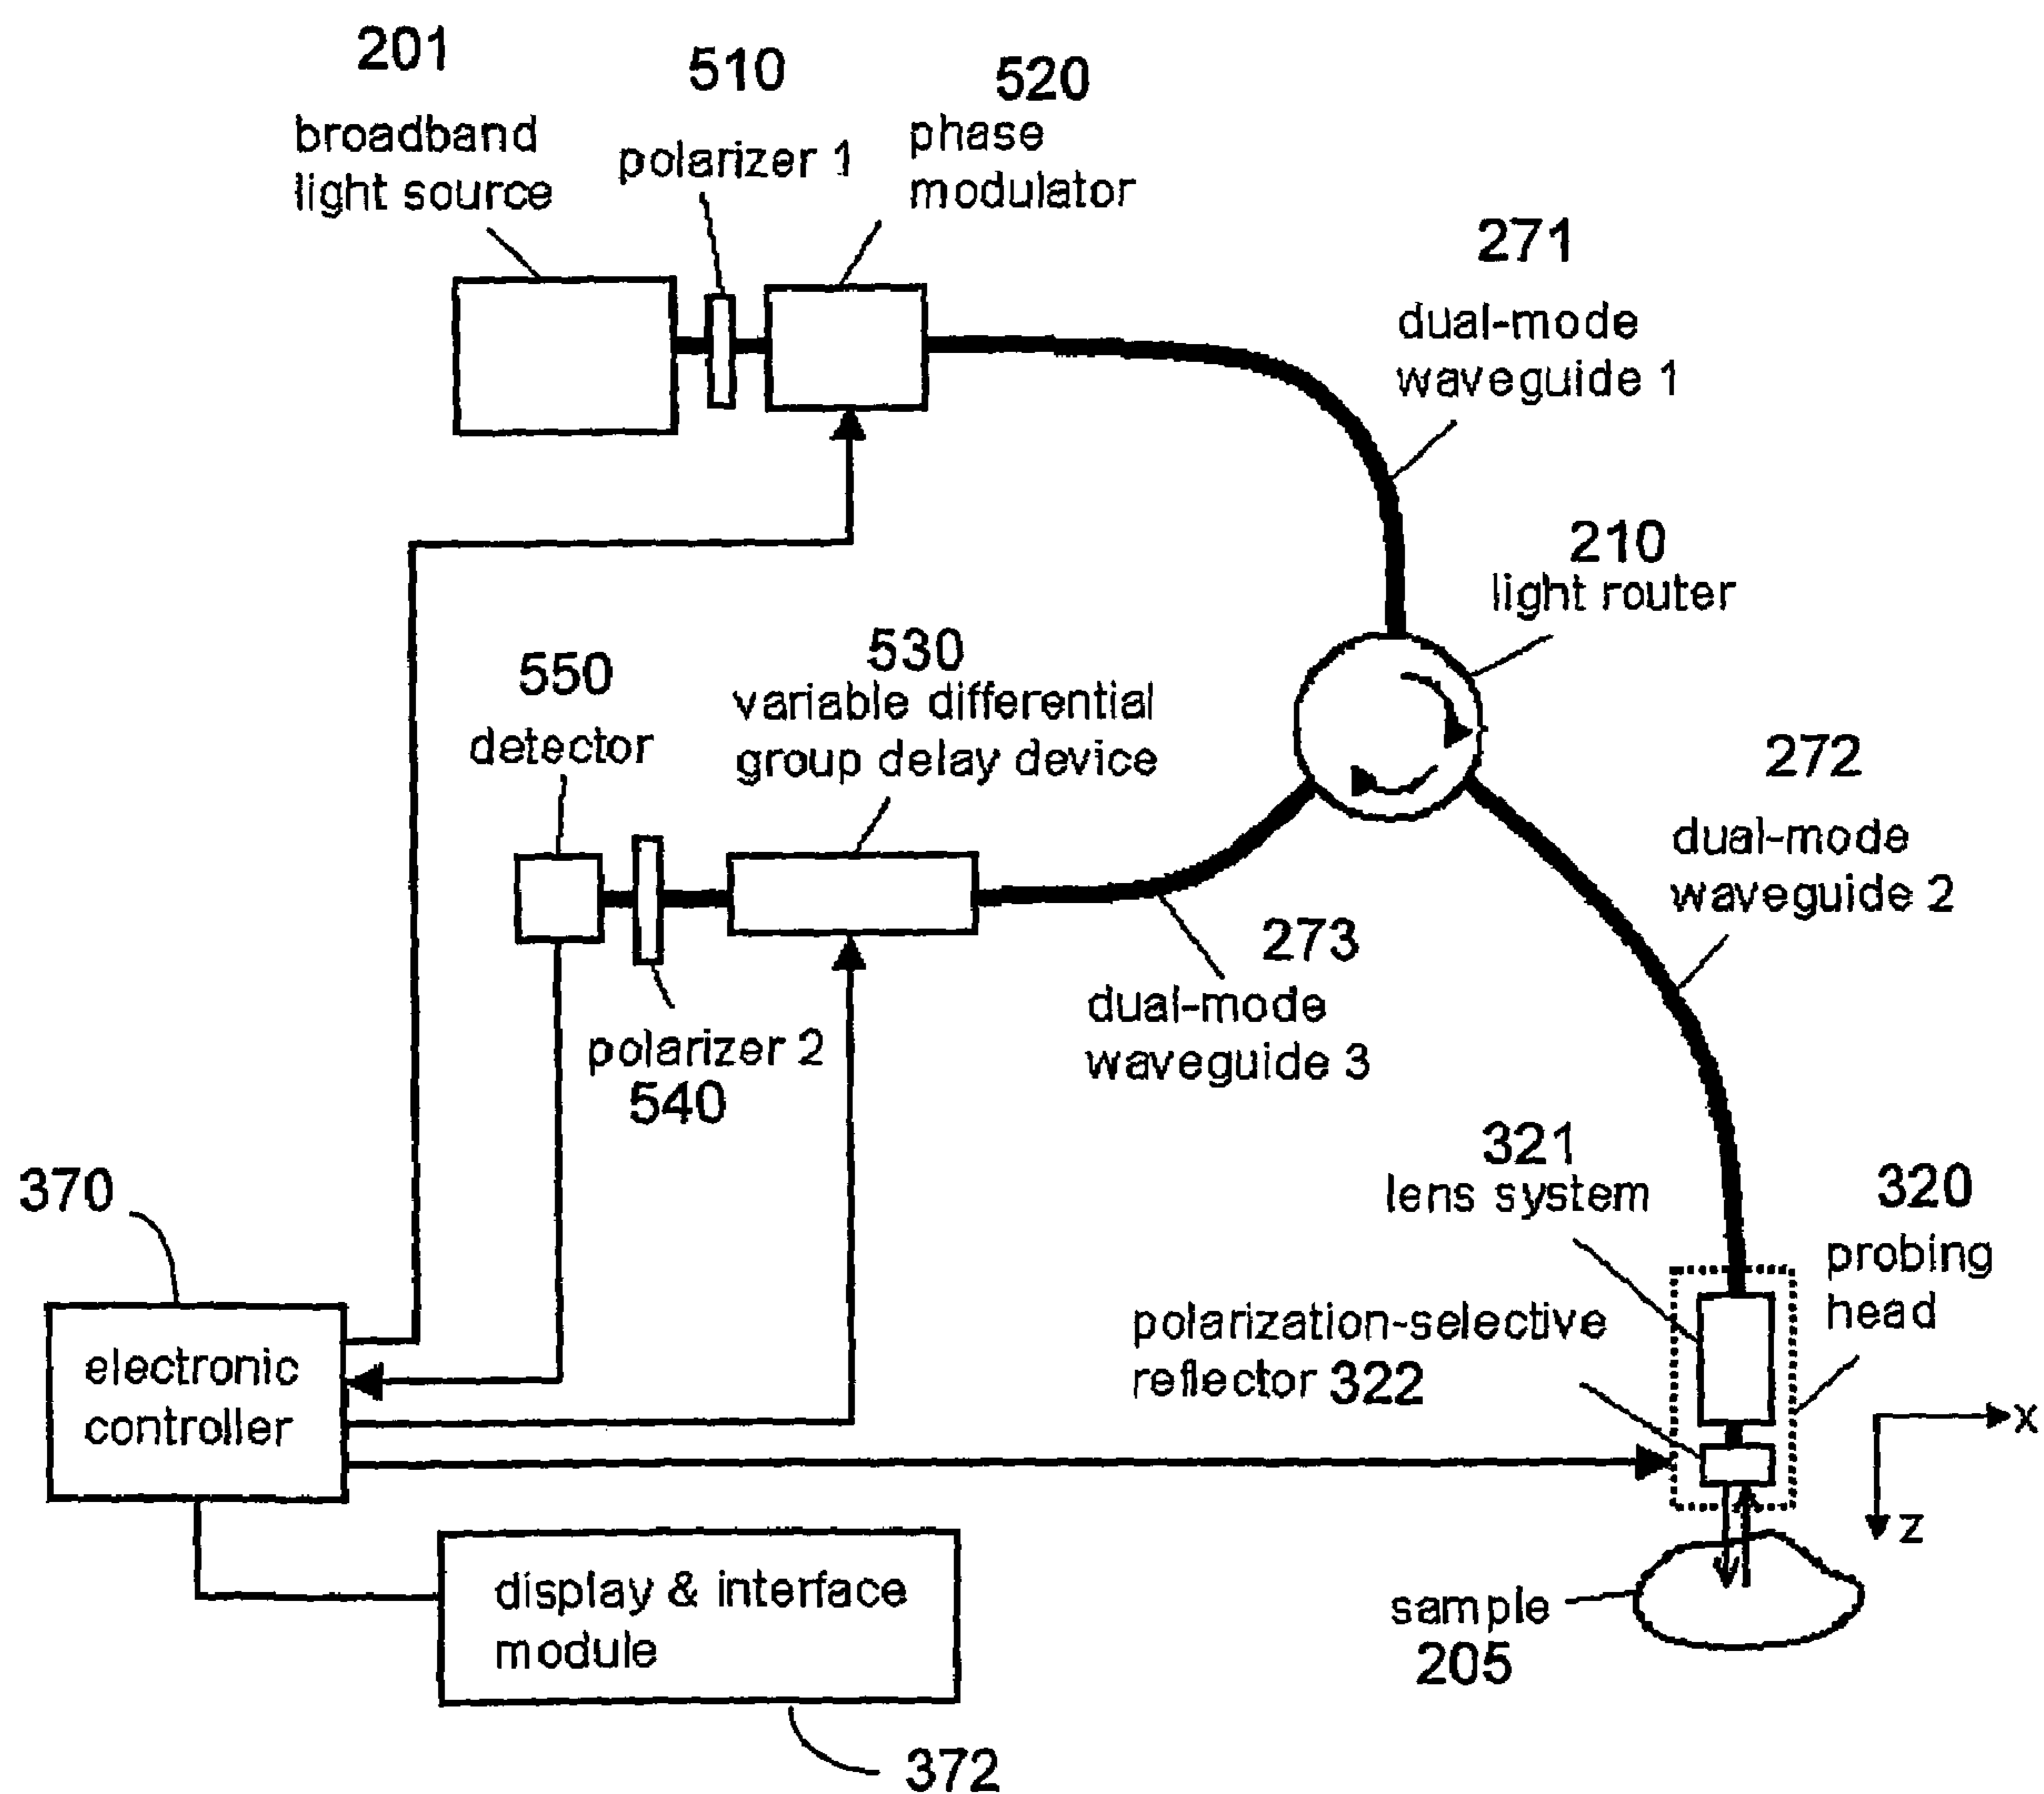 201
broadband
light source
510
polarizer 1
520
phase
modulator
271
dual-mode
waveguide 1
210
light router
550
detector
530
variable differential
group delay device
272
dual-mode
waveguide 2
273
dual-mode
waveguide 3
polarizer 2
540
370
electronic
controller
321
lens system
320
probing
head
polarization-selective
reflector 322
x
z
display & interface
module
sample
205
372